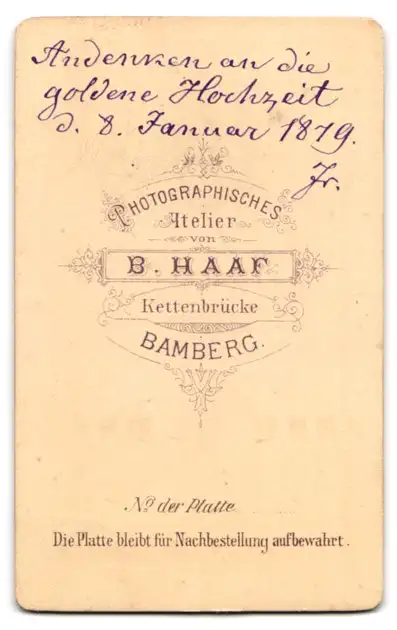 Andenken an die
goldene Hochzeit
d. 8. Januar 1879.
Fr.
PHOTOGRAPHISCHES
Atelier
von
B. HAAF
Kettenbrücke
BAMBERG.
No der Platte
Die Platte bleibt für Nachbestellung aufbewahrt.